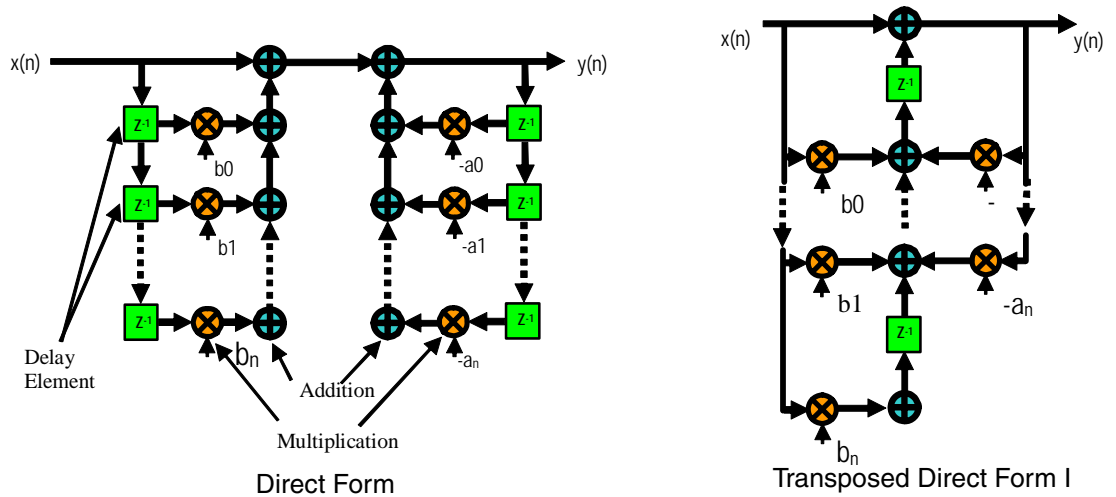 x(n)
y(n)
z-1
b0
-a0
z-1
z-1
b1
-a1
z-1
z-1
bn
-an
z-1
Delay
Element
Addition
Multiplication
Direct Form
x(n)
y(n)
z-1
b0
-
b1
-an
z-1
bn
Transposed Direct Form I